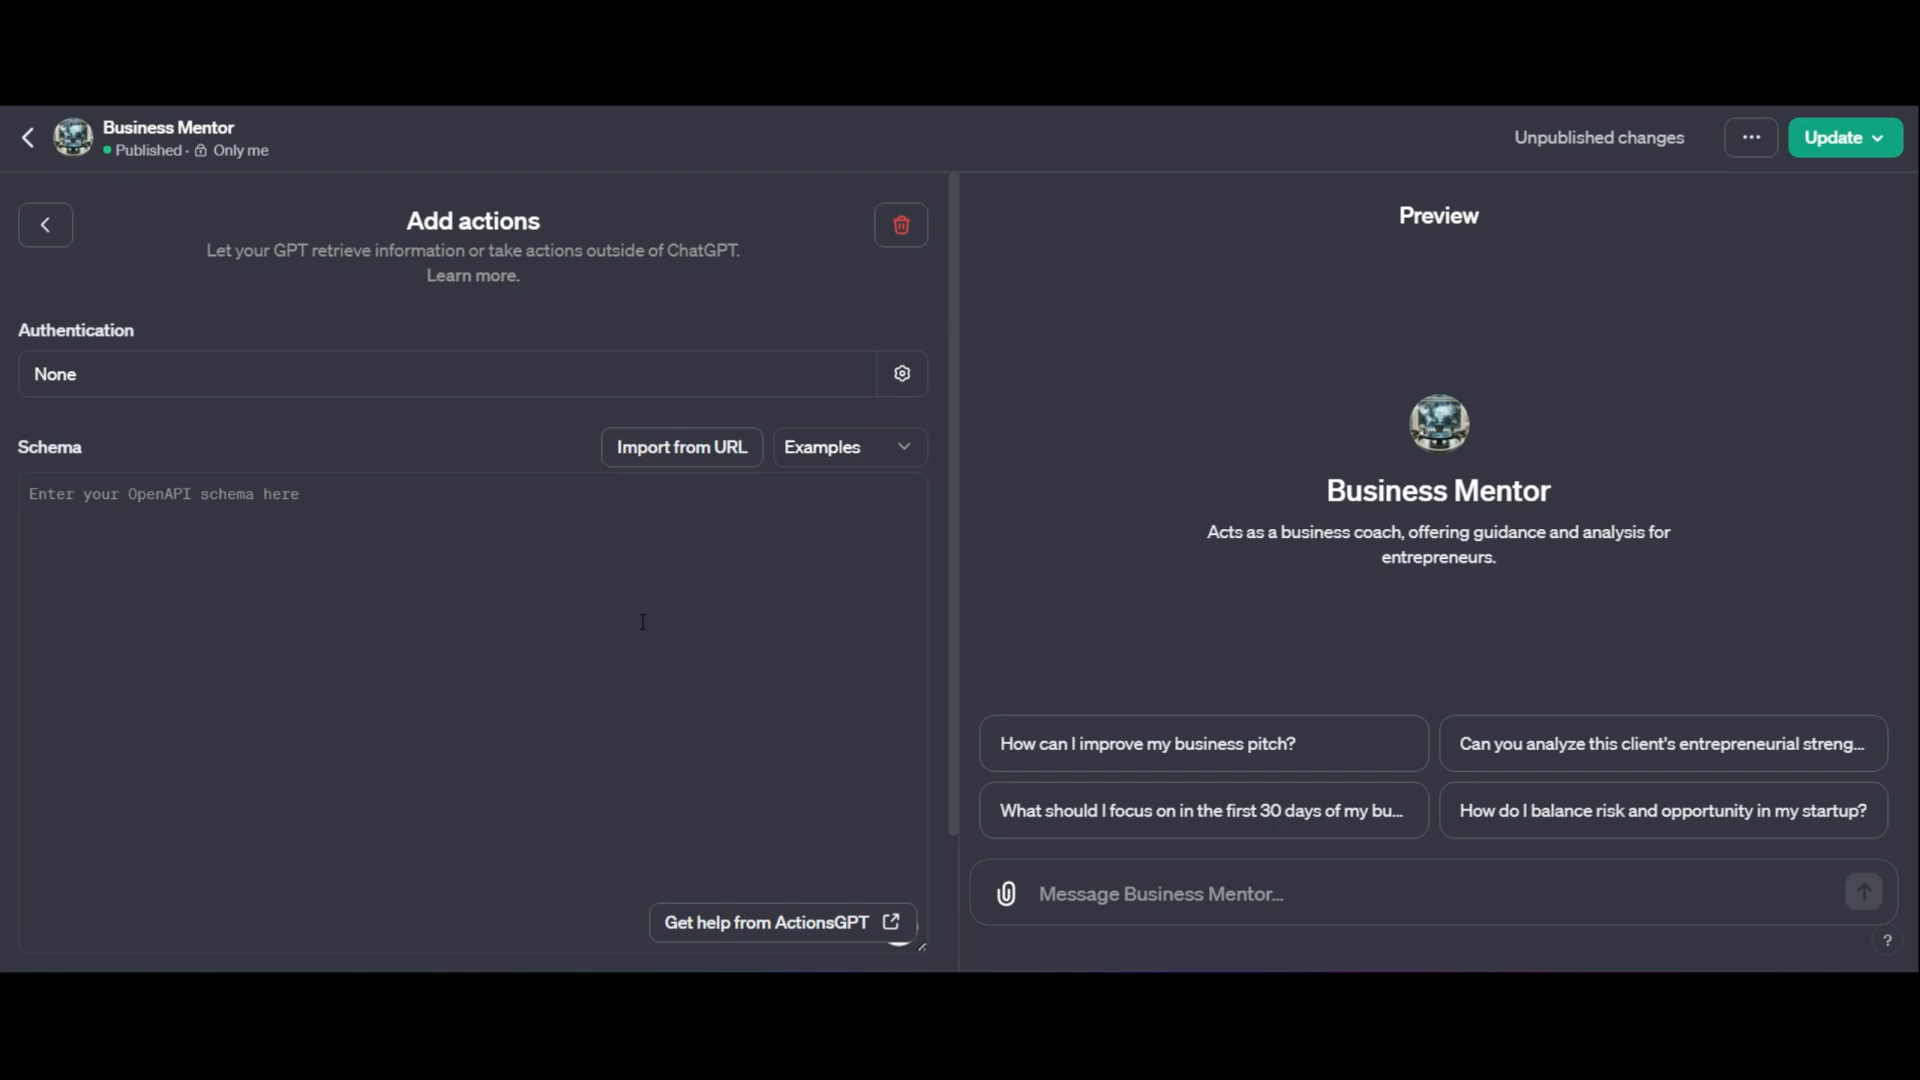 Business Mentor
Published · Only me
Unpublished changes
...
Update
Add actions
Let your GPT retrieve information or take actions outside of ChatGPT.
Learn more.
Authentication
None
Schema
Import from URL
Examples
Enter your OpenAPI schema here
Get help from ActionsGPT
Preview
Business Mentor
Acts as a business coach, offering guidance and analysis for
entrepreneurs.
How can I improve my business pitch?
Can you analyze this client's entrepreneurial streng...
What should I focus on in the first 30 days of my bu...
How do I balance risk and opportunity in my startup?
Message Business Mentor...
?